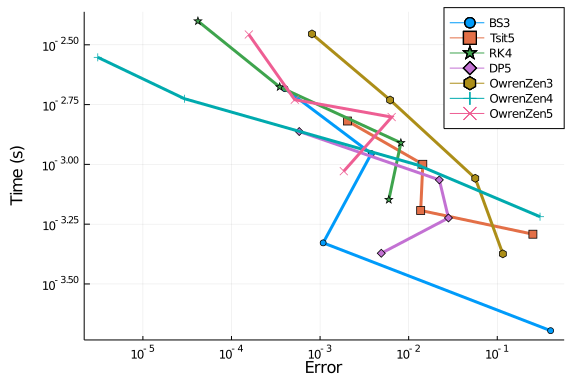 BS3
Tsit5
RK4
DP5
OwrenZen3
OwrenZen4
OwrenZen5
10^-2.50
10^-2.75
10^-3.00
10^-3.25
10^-3.50
Time (s)
10^-5
10^-4
10^-3
10^-2
10^-1
Error